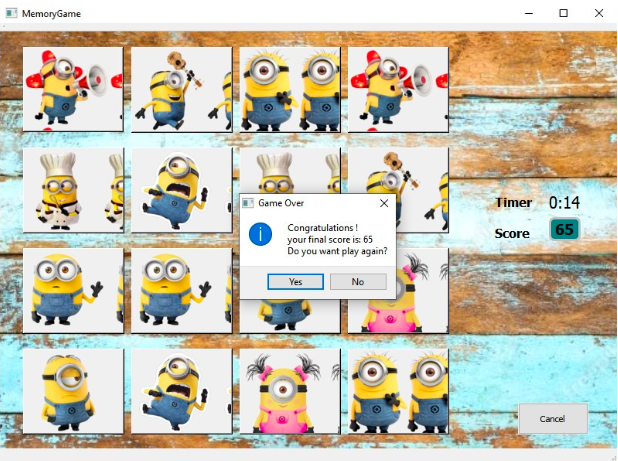 MemoryGame
Game Over
Congratulations !
your final score is: 65
Do you want play again?
Yes
No
Timer 0:14
Score 65
Cancel